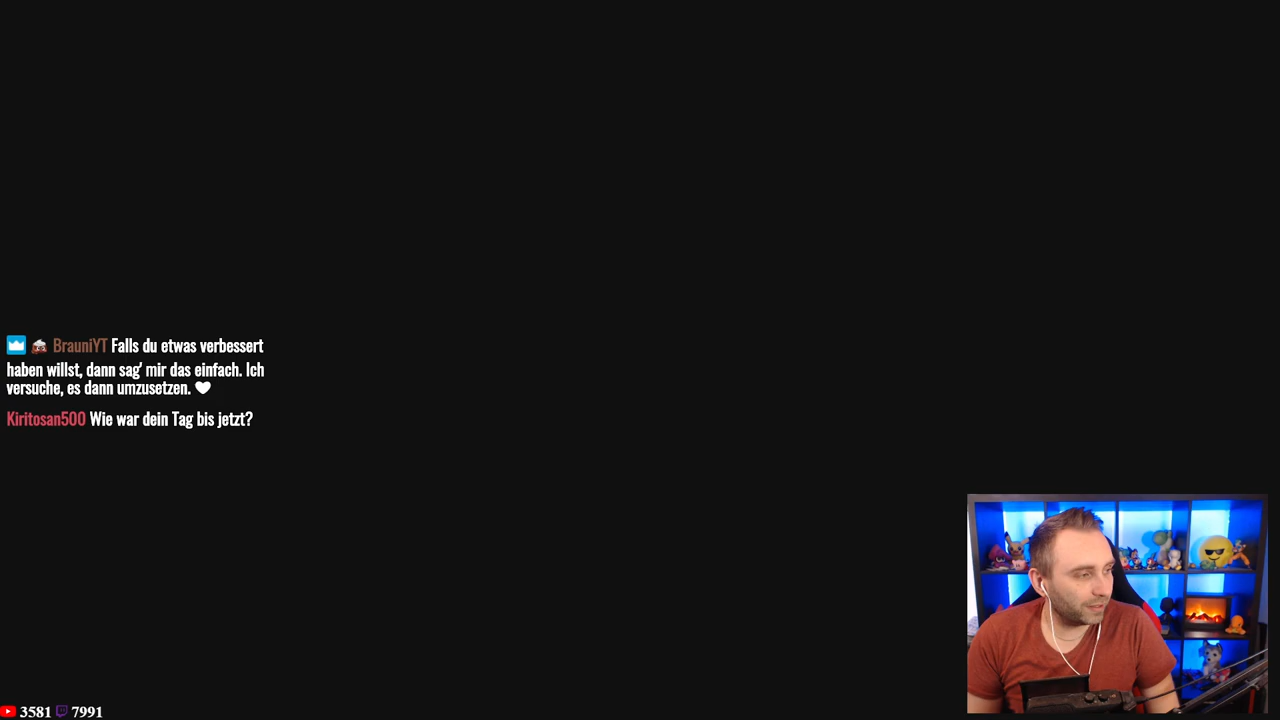 BrauniYT Falls du etwas verbessert
haben willst, dann sag' mir das einfach. Ich
versuche, es dann umzusetzen.
Kiritosan500 Wie war dein Tag bis jetzt?
3581 7991